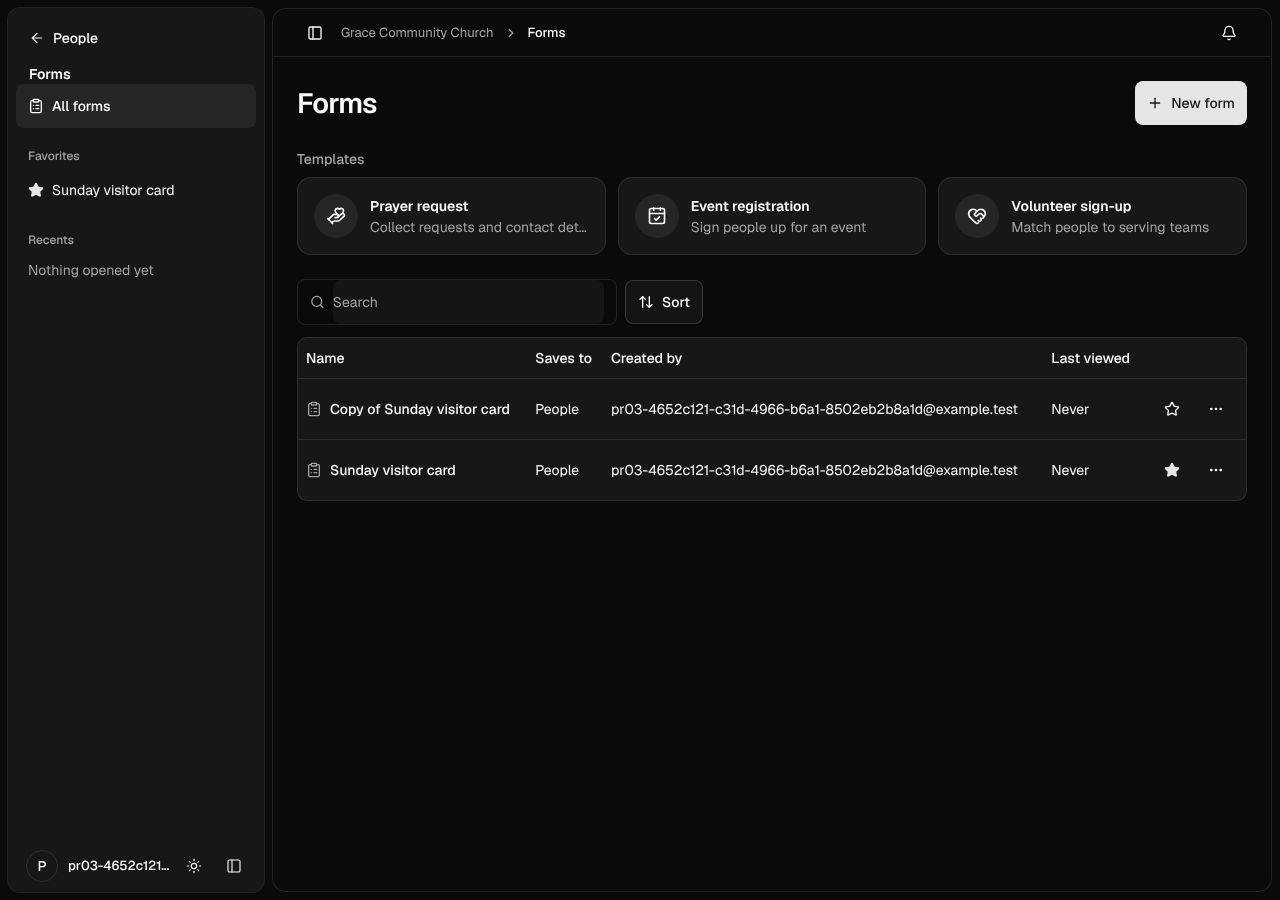 People
Forms
All forms
Favorites
Sunday visitor card
Recents
Nothing opened yet
P pr03-4652c121...
Grace Community Church > Forms
Forms
New form
Templates
Prayer request
Collect requests and contact det...
Event registration
Sign people up for an event
Volunteer sign-up
Match people to serving teams
Search
Sort
Name Saves to Created by Last viewed
Copy of Sunday visitor card People pr03-4652c121-c31d-4966-b6a1-8502eb2b8a1d@example.test Never
Sunday visitor card People pr03-4652c121-c31d-4966-b6a1-8502eb2b8a1d@example.test Never